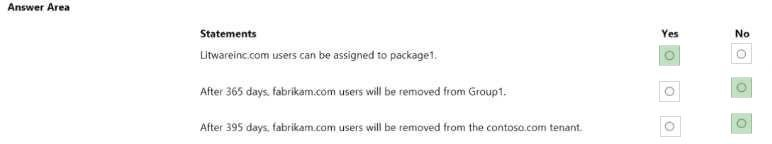 Answer Area
Statements Yes No
Litwareinc.com users can be assigned to package1.
After 365 days, fabrikam.com users will be removed from Group1.
After 395 days, fabrikam.com users will be removed from the contoso.com tenant.